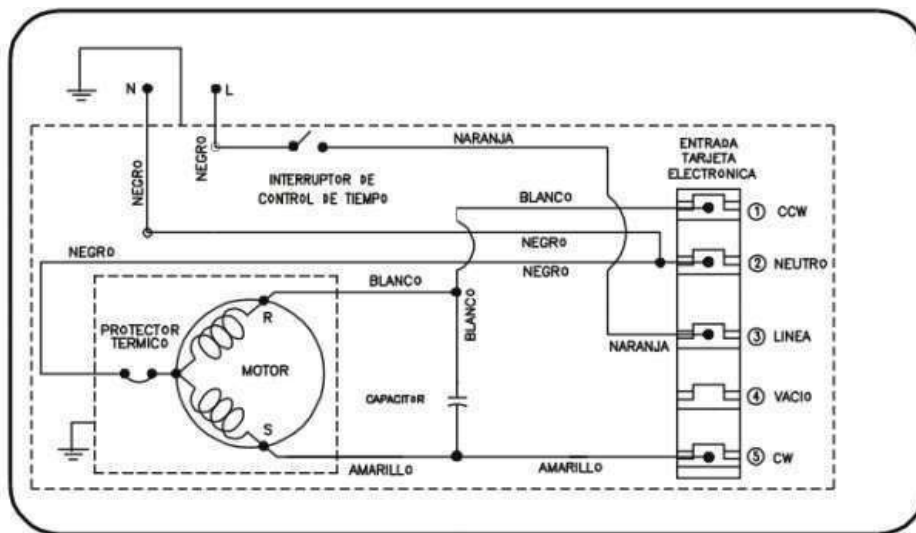 N
L
NEGRO
NEGRO
NARANJA
INTERRUPTOR DE
CONTROL DE TIEMPO
ENTRADA
TARJETA
ELECTRONICA
BLANCO
① CCW
NEGRO
NEGRO
NEGRO
② NEUTRO
BLANCO
BLANCO
PROTECTOR
TERMICO
R
MOTOR
S
CAPACITOR
NARANJA
③ LINEA
④ VACIO
AMARILLO
AMARILLO
⑤ CW